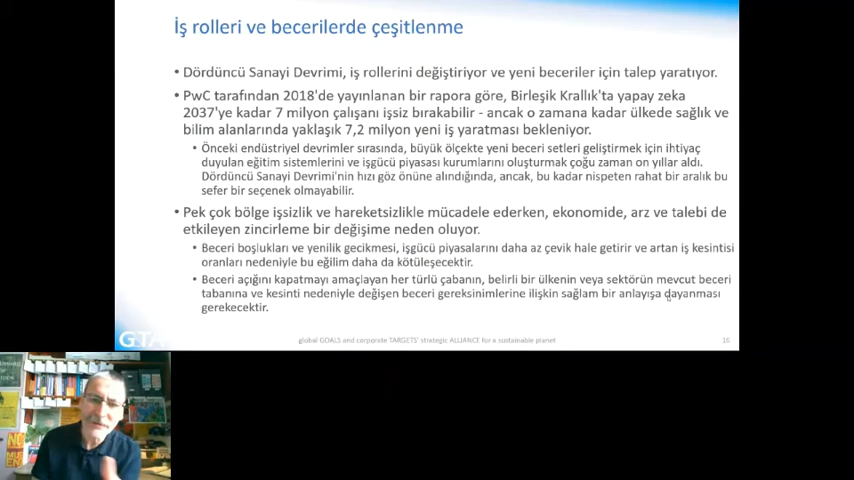 İş rolleri ve becerilerde çeşitlenme
• Dördüncü Sanayi Devrimi, iş rollerini değiştiriyor ve yeni beceriler için talep yaratıyor.
• PwC tarafından 2018'de yayınlanan bir rapora göre, Birleşik Krallık'ta yapay zeka
2037'ye kadar 7 milyon çalışanı işsiz bırakabilir - ancak o zamana kadar ülkede sağlık ve
bilim alanlarında yaklaşık 7,2 milyon yeni iş yaratması bekleniyor.
• Önceki endüstriyel devrimler sırasında, büyük ölçekte yeni beceri setleri geliştirmek için ihtiyaç
duyulan eğitim sistemlerini ve işgücü piyasası kurumlarını oluşturmak çoğu zaman on yıllar aldı.
Dördüncü Sanayi Devrimi'nin hızı göz önüne alındığında, ancak, bu kadar nispeten rahat bir aralık bu
sefer bir seçenek olmayabilir.
• Pek çok bölge işsizlik ve hareketsizlikle mücadele ederken, ekonomide, arz ve talebi de
etkileyen zincirleme bir değişime neden oluyor.
• Beceri boşlukları ve yenilik gecikmesi, işgücü piyasalarını daha az çevik hale getirir ve artan iş kesintisi
oranları nedeniyle bu eğilim daha da kötüleşecektir.
• Beceri açığını kapatmayı amaçlayan her türlü çabanın, belirli bir ülkenin veya sektörün mevcut beceri
tabanına ve kesinti nedeniyle değişen beceri gereksinimlerine ilişkin sağlam bir anlayışa dayanması
gerekecektir.
GTA
global GOALS and corporate TARGETS' strategic ALLIANCE for a sustainable planet
16
NO